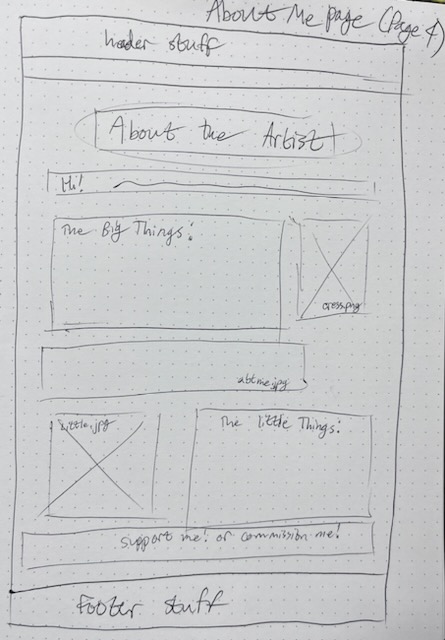 About Me page (Page 4)
header stuff
About the Artist
Hi!
The Big Things:
cress.png
abtme.jpg
Little.jpg
The little Things:
support me! or commission me!
Footer stuff